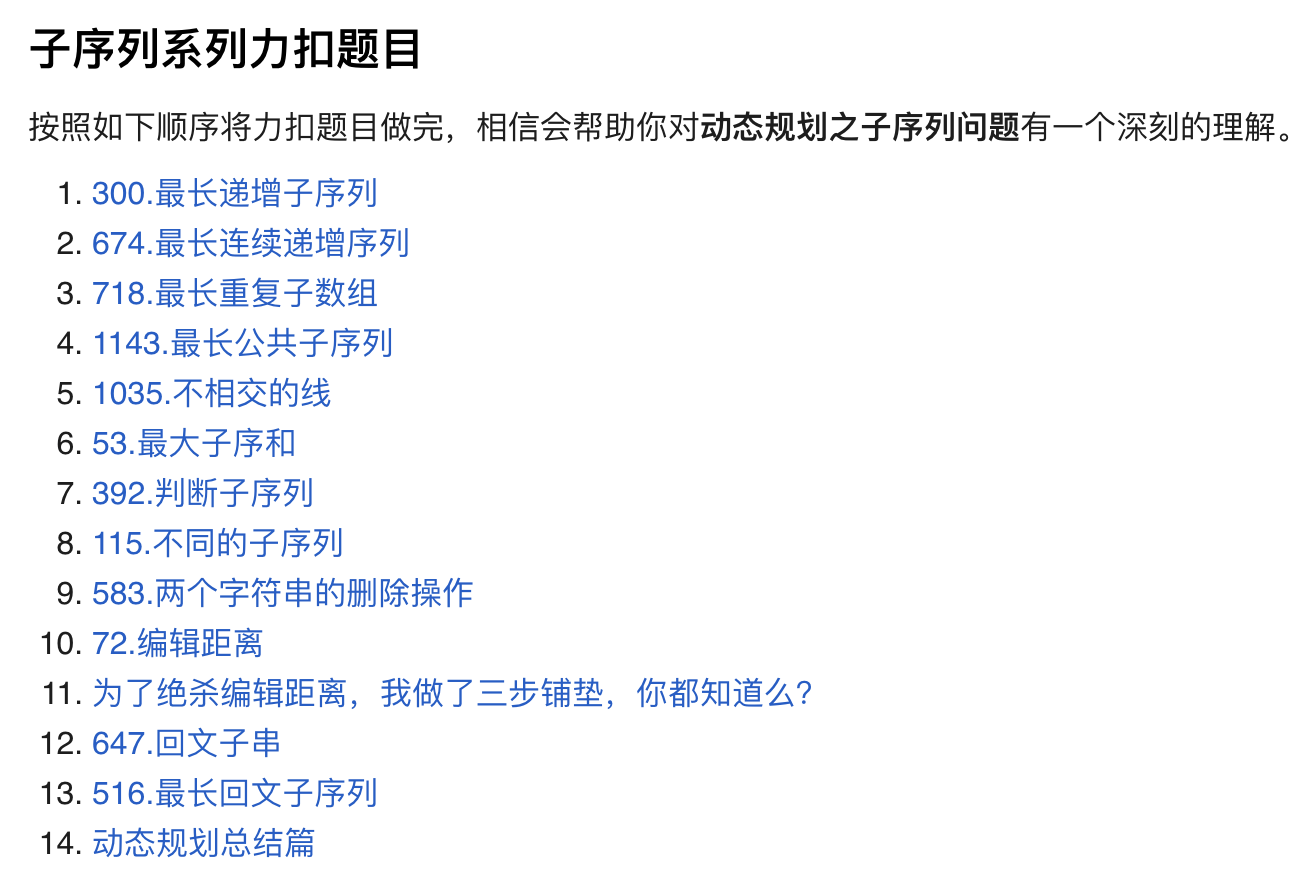 子序列系列力扣题目
按照如下顺序将力扣题目做完，相信会帮助你对动态规划之子序列问题有一个深刻的理解。
1. 300.最长递增子序列
2. 674.最长连续递增序列
3. 718.最长重复子数组
4. 1143.最长公共子序列
5. 1035.不相交的线
6. 53.最大子序和
7. 392.判断子序列
8. 115.不同的子序列
9. 583.两个字符串的删除操作
10. 72.编辑距离
11. 为了绝杀编辑距离，我做了三步铺垫，你都知道么？
12. 647.回文子串
13. 516.最长回文子序列
14. 动态规划总结篇